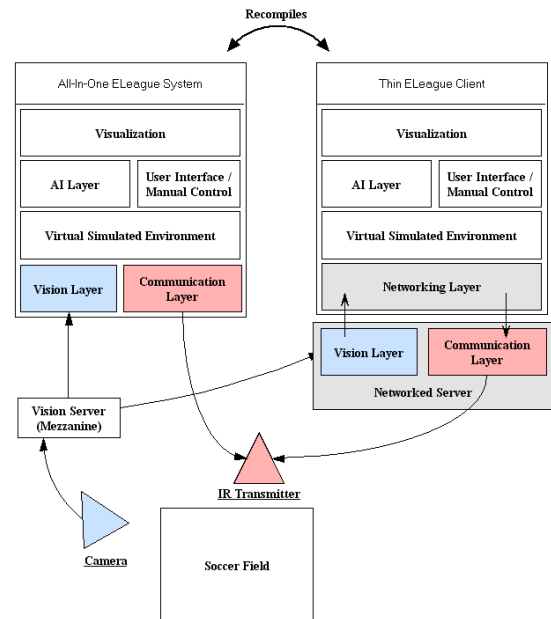 Recompiles
All-In-One ELeague System
Visualization
AI Layer
User Interface /
Manual Control
Virtual Simulated Environment
Vision Layer
Communication
Layer
Thin ELeague Client
Visualization
AI Layer
User Interface /
Manual Control
Virtual Simulated Environment
Networking Layer
Vision Layer
Communication
Layer
Networked Server
Vision Server
(Mezzanine)
IR Transmitter
Camera
Soccer Field